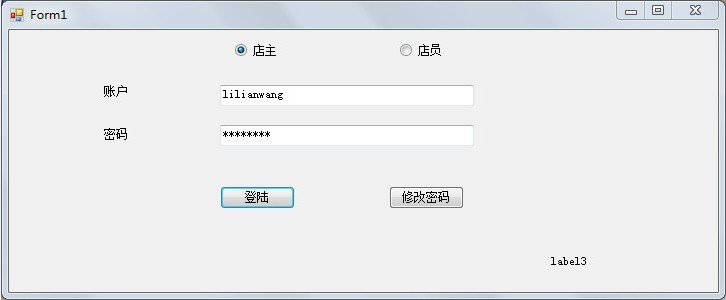 Form1
店主 店员
账户 lilianwang
密码 ********
登陆 修改密码
label3